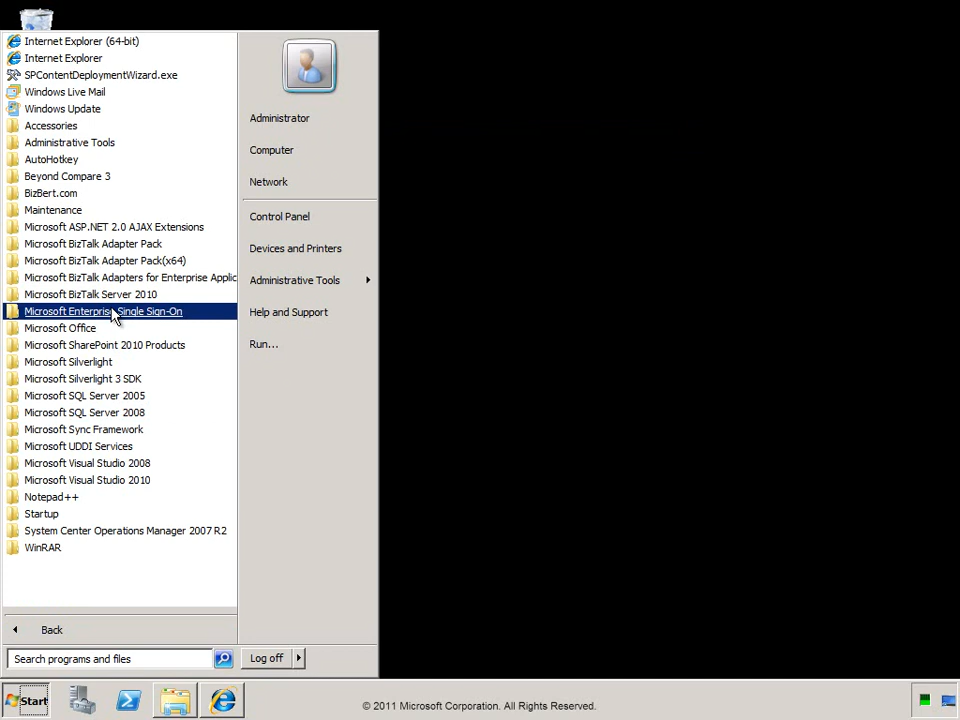 Internet Explorer (64-bit)
Internet Explorer
SPContentDeploymentWizard.exe
Windows Live Mail
Windows Update
Accessories
Administrative Tools
AutoHotkey
Beyond Compare 3
BizBert.com
Maintenance
Microsoft ASP.NET 2.0 AJAX Extensions
Microsoft BizTalk Adapter Pack
Microsoft BizTalk Adapter Pack(x64)
Microsoft BizTalk Adapters for Enterprise Applic
Microsoft BizTalk Server 2010
Microsoft Enterprise Single Sign-On
Microsoft Office
Microsoft SharePoint 2010 Products
Microsoft Silverlight
Microsoft Silverlight 3 SDK
Microsoft SQL Server 2005
Microsoft SQL Server 2008
Microsoft Sync Framework
Microsoft UDDI Services
Microsoft Visual Studio 2008
Microsoft Visual Studio 2010
Notepad++
Startup
System Center Operations Manager 2007 R2
WinRAR
Back
Search programs and files
Administrator
Computer
Network
Control Panel
Devices and Printers
Administrative Tools
Help and Support
Run...
Log off
Start
© 2011 Microsoft Corporation. All Rights Reserved.